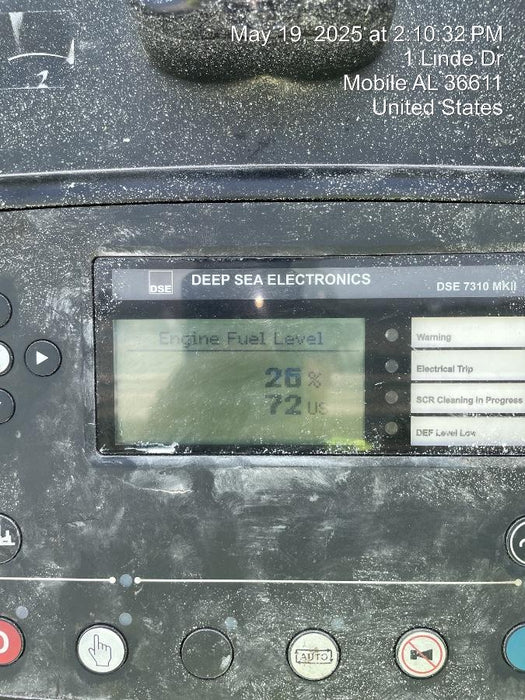 May 19, 2025 at 2:10:32 PM
1 Linde Dr
Mobile AL 36611
United States
DSE
DEEP SEA ELECTRONICS
DSE 7310 MKII
Engine Fuel Level
26 %
72 US
Warning
Electrical Trip
SCR Cleaning In Progress
DEF Level Low
AUTO